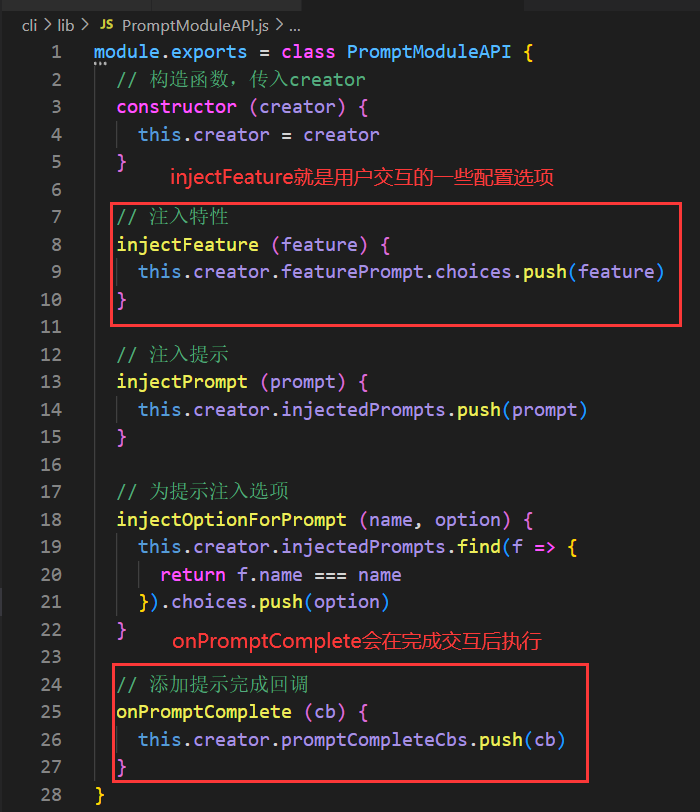 cli > lib > JS PromptModuleAPI.js > ...
1 module.exports = class PromptModuleAPI {
2 // 构造函数，传入creator
3 constructor (creator) {
4 this.creator = creator
5 }
injectFeature就是用户交互的一些配置选项
6
7 // 注入特性
8 injectFeature (feature) {
9 this.creator.featurePrompt.choices.push(feature)
10 }
11
12 // 注入提示
13 injectPrompt (prompt) {
14 this.creator.injectedPrompts.push(prompt)
15 }
16
17 // 为提示注入选项
18 injectOptionForPrompt (name, option) {
19 this.creator.injectedPrompts.find(f => {
20 return f.name === name
21 }).choices.push(option)
22 }
onPromptComplete会在完成交互后执行
23
24 // 添加提示完成回调
25 onPromptComplete (cb) {
26 this.creator.promptCompleteCbs.push(cb)
27 }
28 }